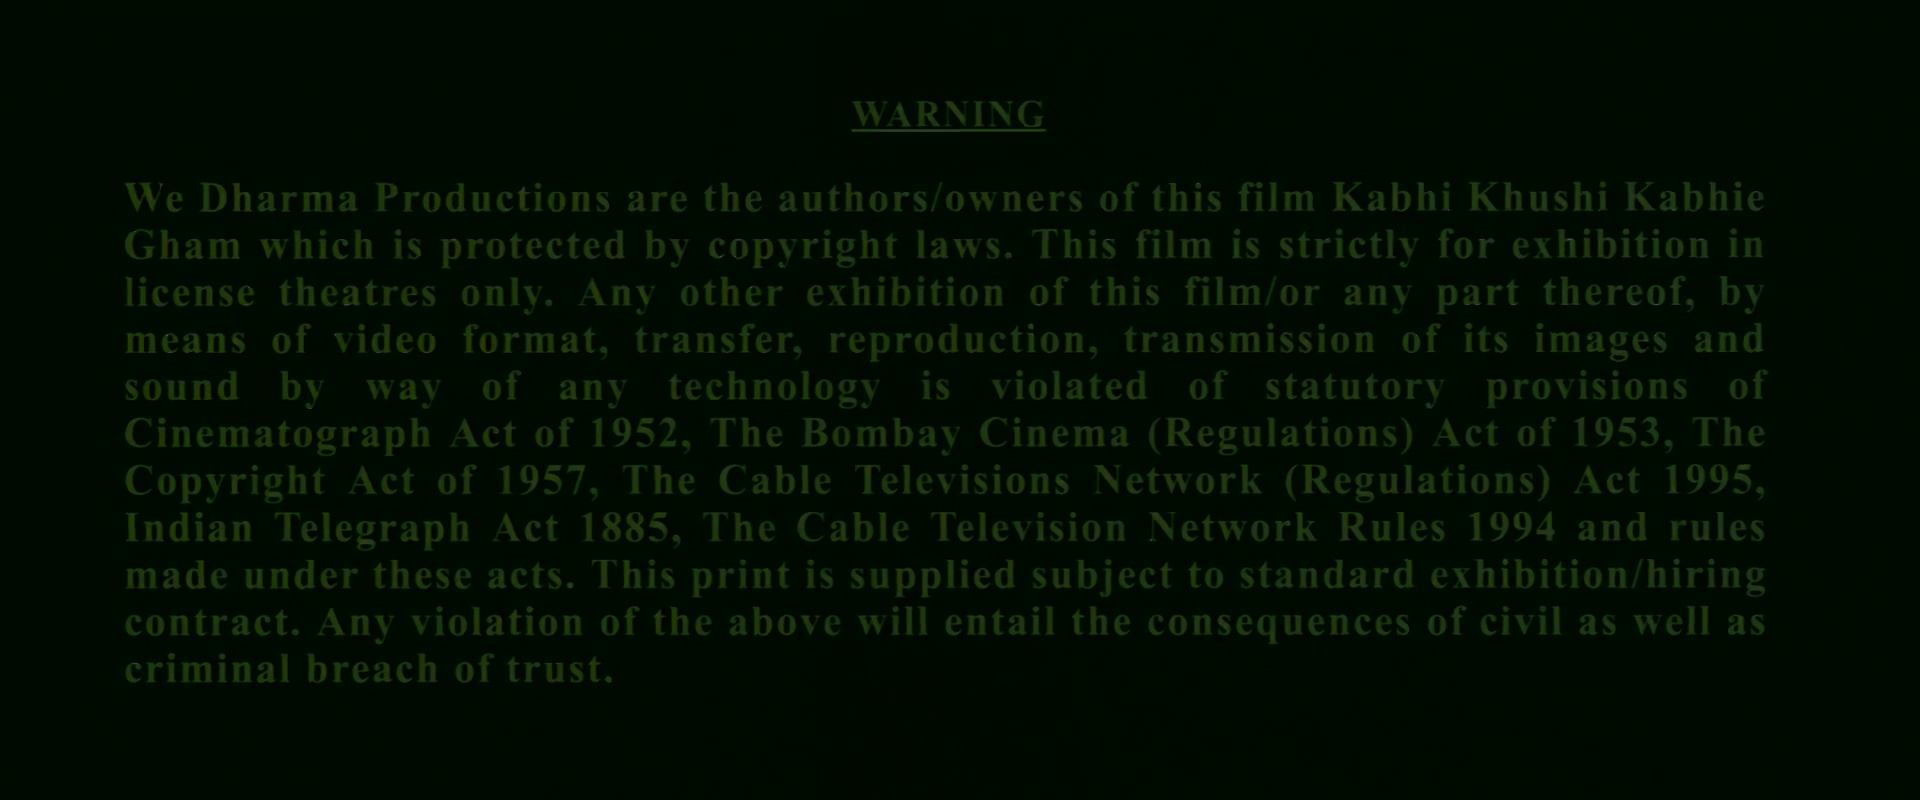 WARNING
We Dharma Productions are the authors/owners of this film Kabhi Khushi Kabhie
Gham which is protected by copyright laws. This film is strictly for exhibition in
license theatres only. Any other exhibition of this film/or any part thereof, by
means of video format, transfer, reproduction, transmission of its images and
sound by way of any technology is violated of statutory provisions of
Cinematograph Act of 1952, The Bombay Cinema (Regulations) Act of 1953, The
Copyright Act of 1957, The Cable Televisions Network (Regulations) Act 1995,
Indian Telegraph Act 1885, The Cable Television Network Rules 1994 and rules
made under these acts. This print is supplied subject to standard exhibition/hiring
contract. Any violation of the above will entail the consequences of civil as well as
criminal breach of trust.